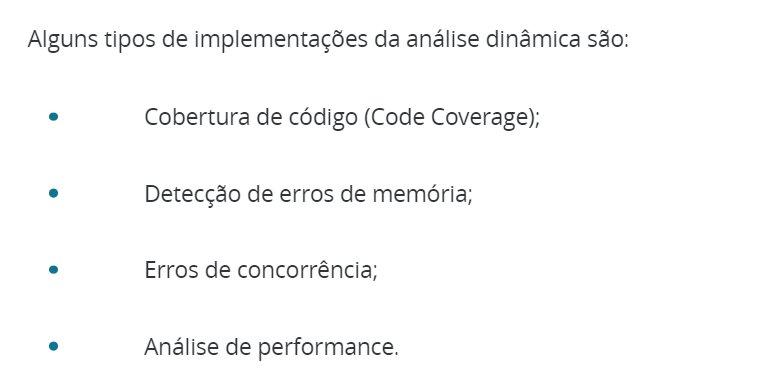 Alguns tipos de implementações da análise dinâmica são:
• Cobertura de código (Code Coverage);
• Detecção de erros de memória;
• Erros de concorrência;
• Análise de performance.